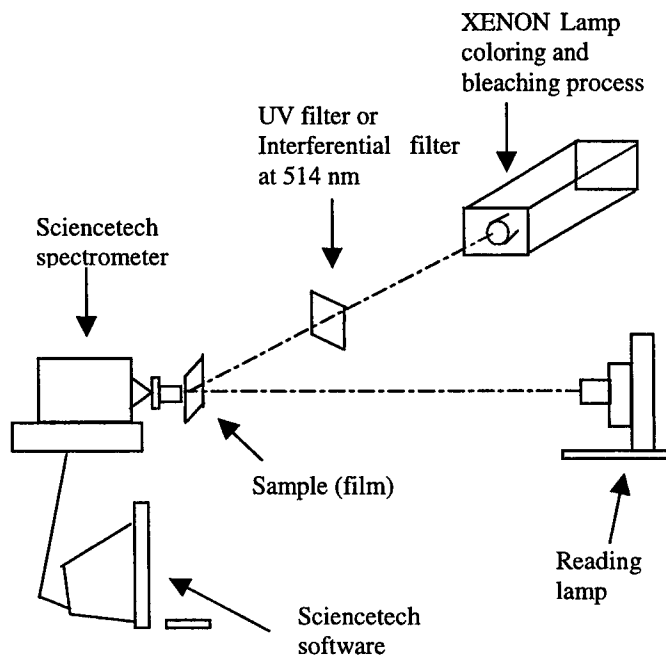 XENON Lamp
coloring and
bleaching process
UV filter or
Interferential filter
at 514 nm
Sciencetech
spectrometer
Sample (film)
Reading
lamp
Sciencetech
software